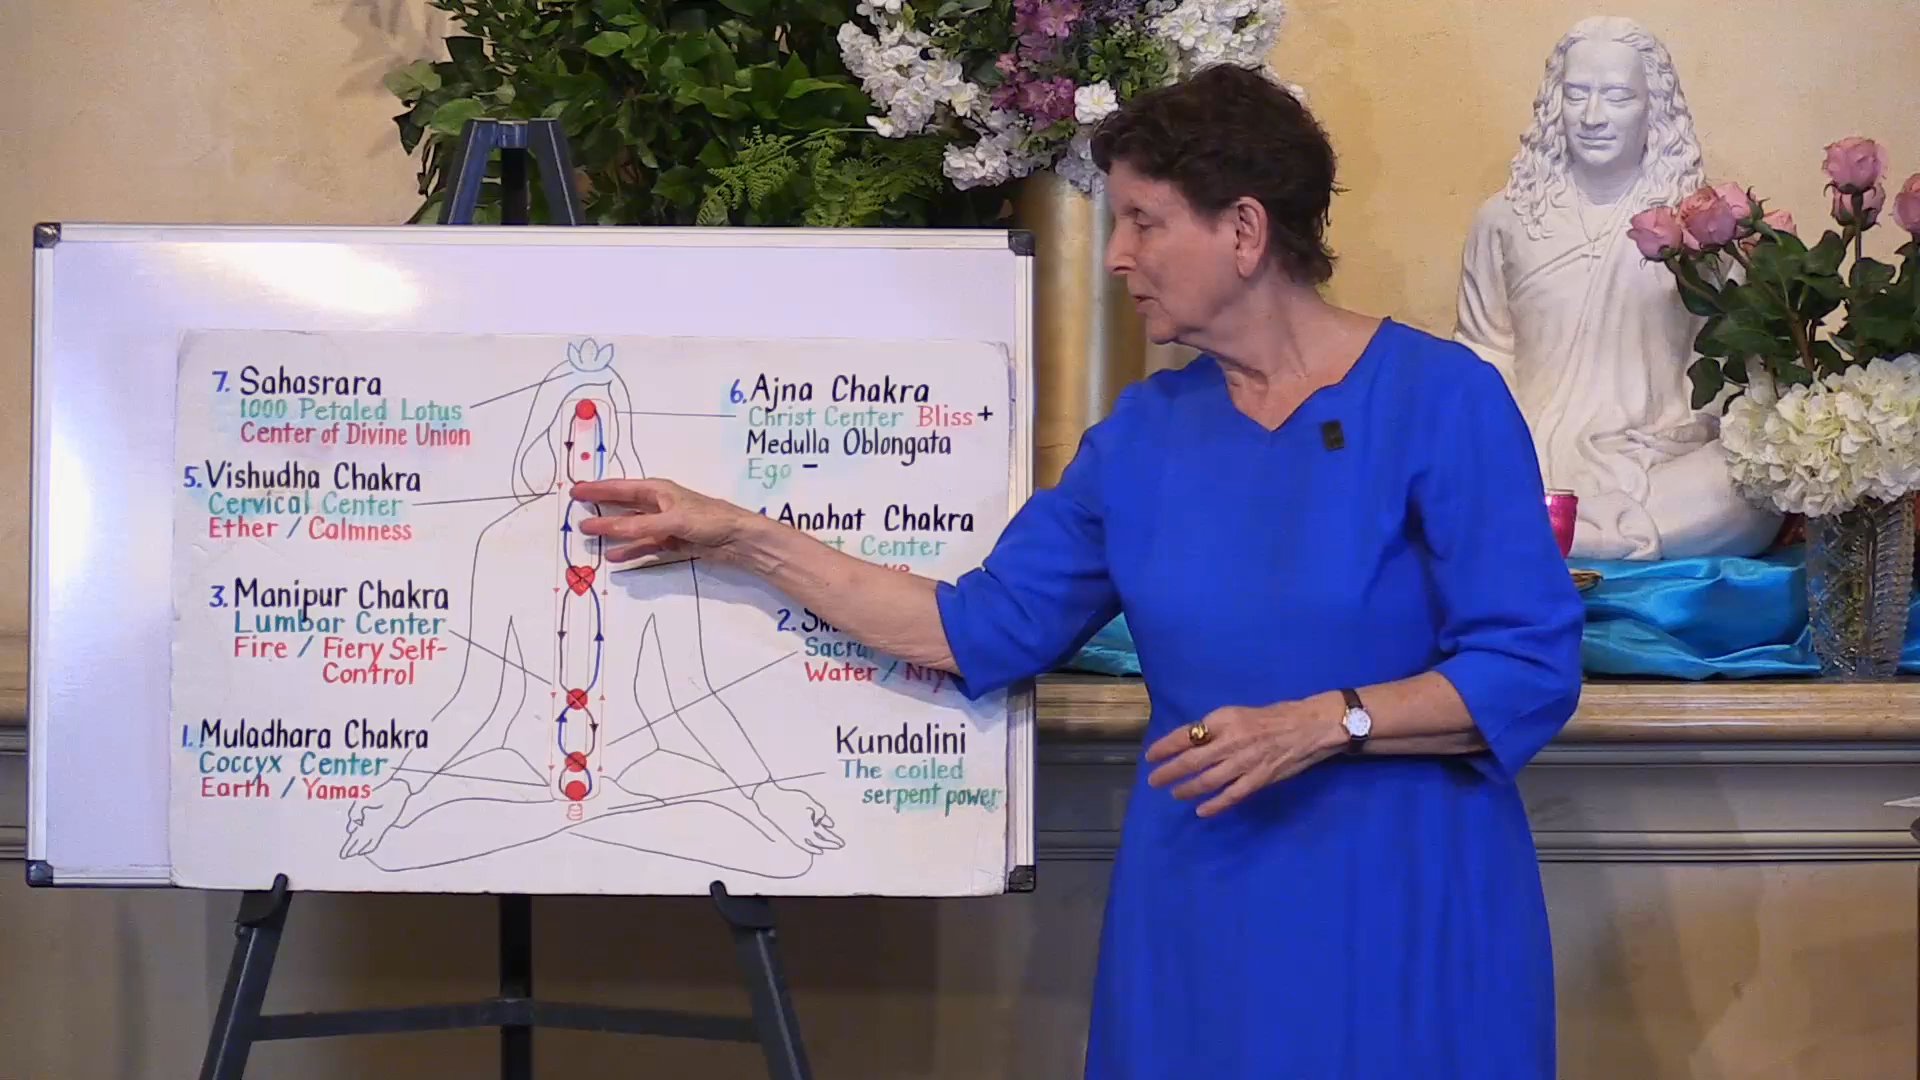 7. Sahasrara
1000 Petaled Lotus
Center of Divine Union
6. Ajna Chakra
Christ Center Bliss +
Medulla Oblongata
Ego -
5. Vishudha Chakra
Cervical Center
Ether / Calmness
Anahat Chakra
Center
3. Manipur Chakra
Lumbar Center
Fire / Fiery Self-
Control
2.
Water /
1. Muladhara Chakra
Coccyx Center
Earth / Yamas
Kundalini
The coiled
serpent power